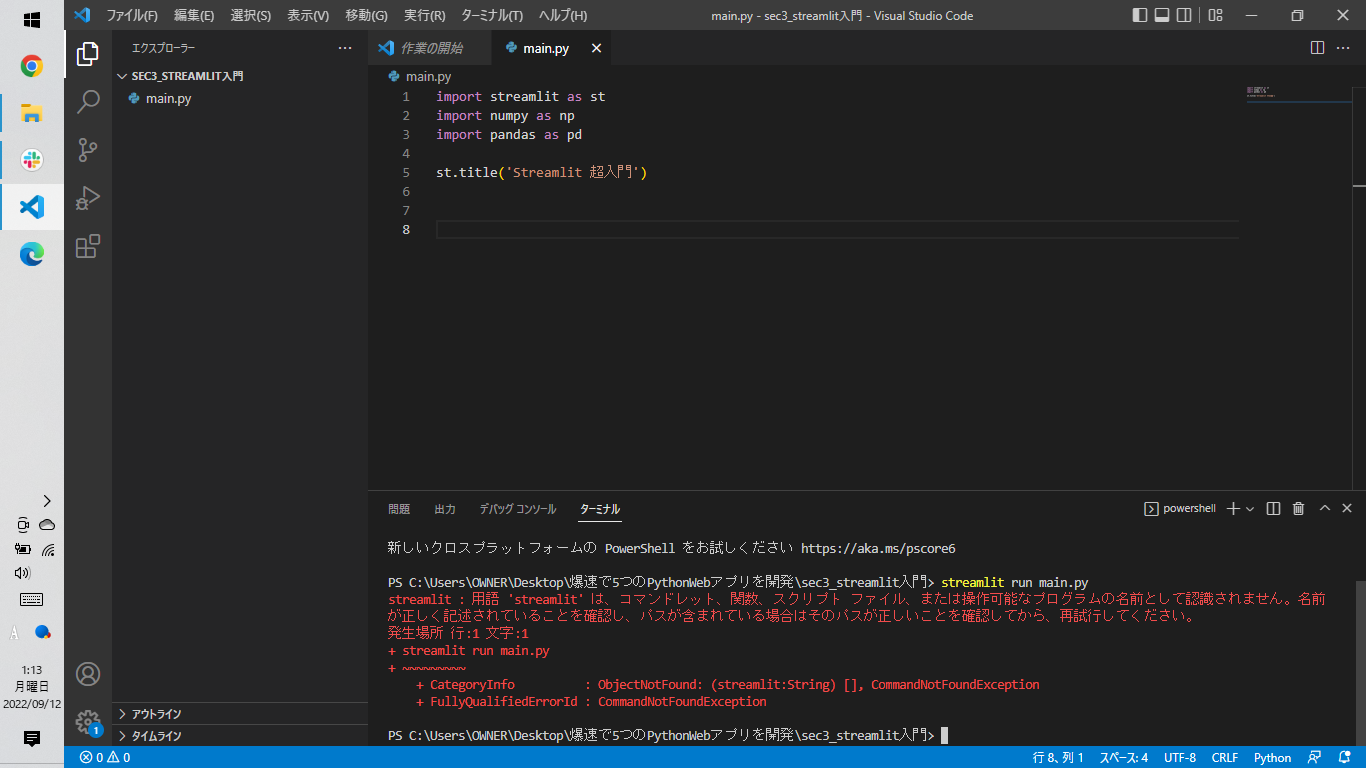 ファイル(F) 編集(E) 選択(S) 表示(V) 移動(G) 実行(R) ターミナル(T) ヘルプ(H)
main.py - sec3_streamlit入門 - Visual Studio Code
エクスプローラー
SEC3_STREAMLIT入門
main.py
作業の開始
main.py
main.py
1 import streamlit as st
2 import numpy as np
3 import pandas as pd
4
5 st.title('Streamlit 超入門')
6
7
8
問題 出力 デバッグ コンソール ターミナル
powershell
新しいクロスプラットフォームの PowerShell をお試しください https://aka.ms/pscore6
PS C:\Users\OWNER\Desktop\爆速で5つのPythonWebアプリを開発\sec3_streamlit入門> streamlit run main.py
streamlit : 用語 'streamlit' は、コマンドレット、関数、スクリプト ファイル、または操作可能なプログラムの名前として認識されません。名前
が正しく記述されていることを確認し、パスが含まれている場合はそのパスが正しいことを確認してから、再試行してください。
発生場所 行:1 文字:1
+ streamlit run main.py
+ ~~~~~~~~~
+ CategoryInfo : ObjectNotFound: (streamlit:String) [], CommandNotFoundException
+ FullyQualifiedErrorId : CommandNotFoundException
PS C:\Users\OWNER\Desktop\爆速で5つのPythonWebアプリを開発\sec3_streamlit入門>
アウトライン
タイムライン
1
A
1:13
月曜日
2022/09/12
0 0
行 8、列 1 スペース: 4 UTF-8 CRLF Python